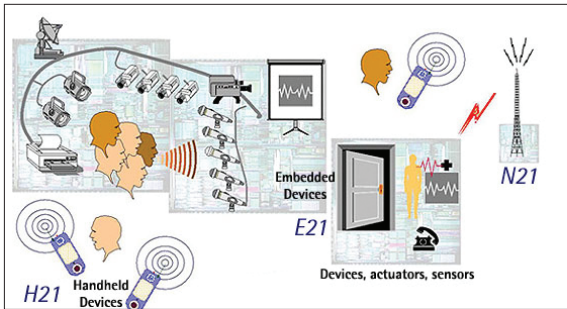 N21
Embedded
Devices
E21
Devices, actuators, sensors
H21
Handheld
Devices